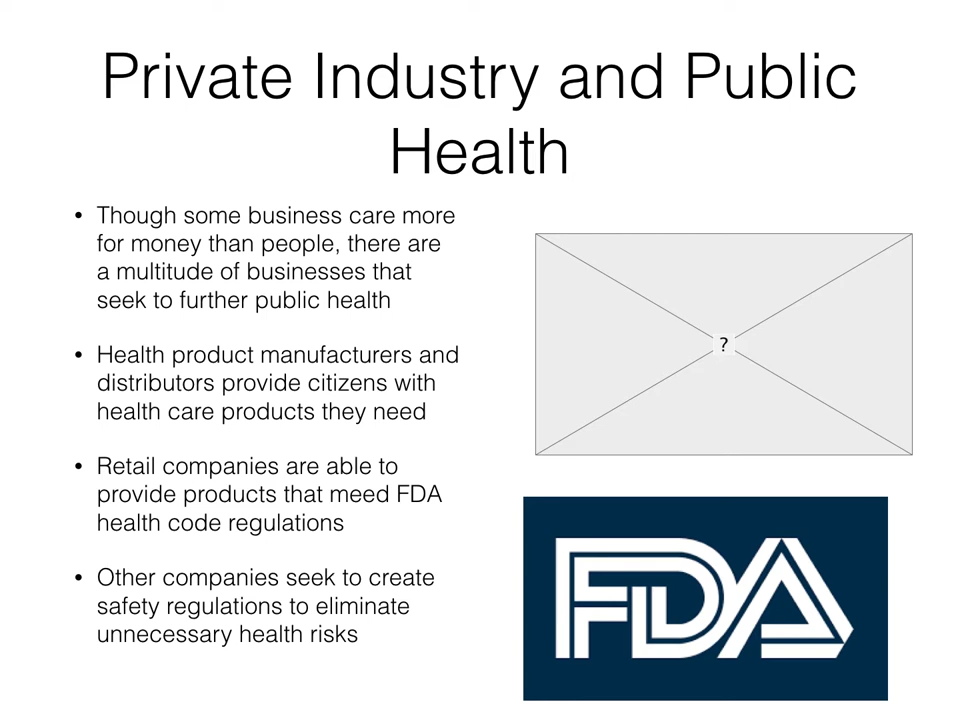 Private Industry and Public
Health
• Though some business care more
for money than people, there are
a multitude of businesses that
seek to further public health
• Health product manufacturers and
distributors provide citizens with
health care products they need
• Retail companies are able to
provide products that meed FDA
health code regulations
• Other companies seek to create
safety regulations to eliminate
unnecessary health risks
?
FDA